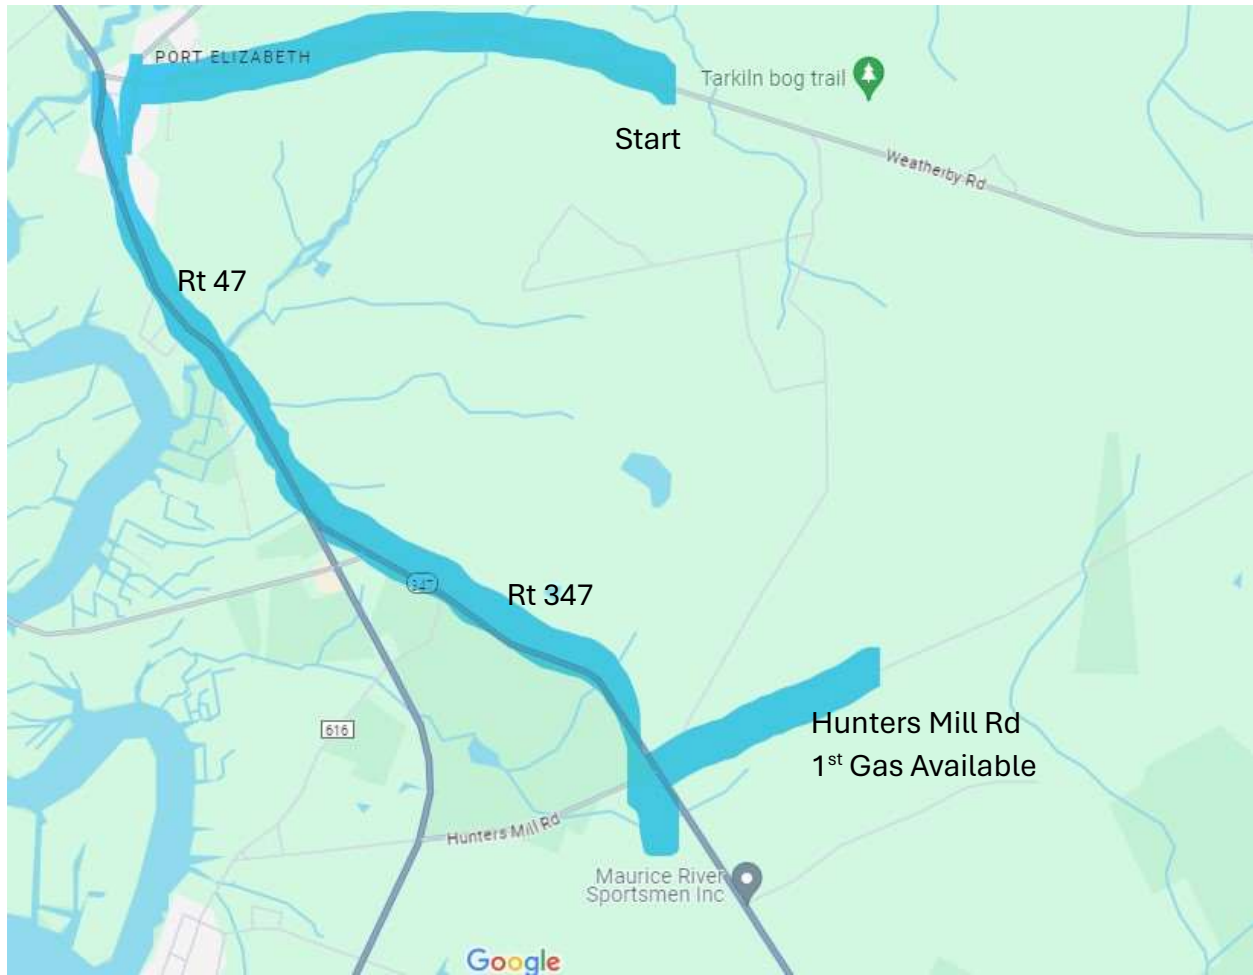 PORT ELIZABETH
Tarkiln bog trail
Start
Weatherby Rd
Rt 47
347
Rt 347
Hunters Mill Rd
1st Gas Available
616
Hunters Mill Rd
Maurice River
Sportsmen Inc
Google